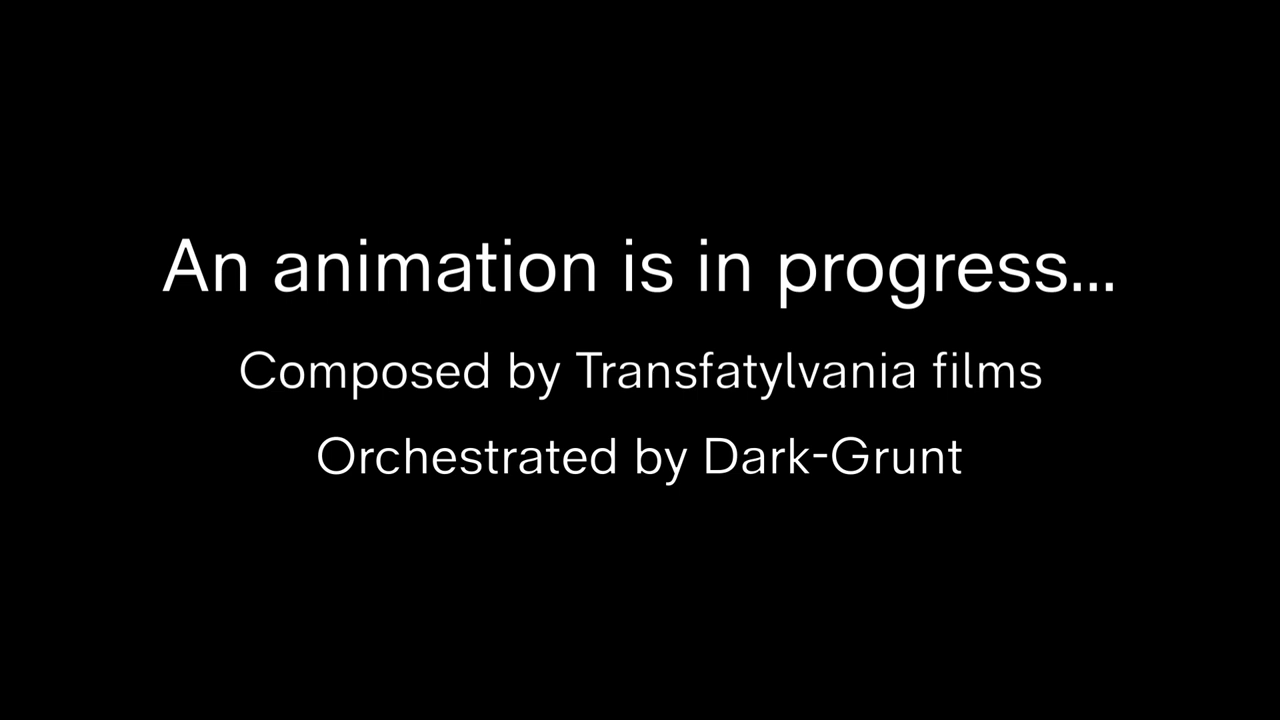 An animation is in progress...
Composed by Transfatylvania films
Orchestrated by Dark-Grunt